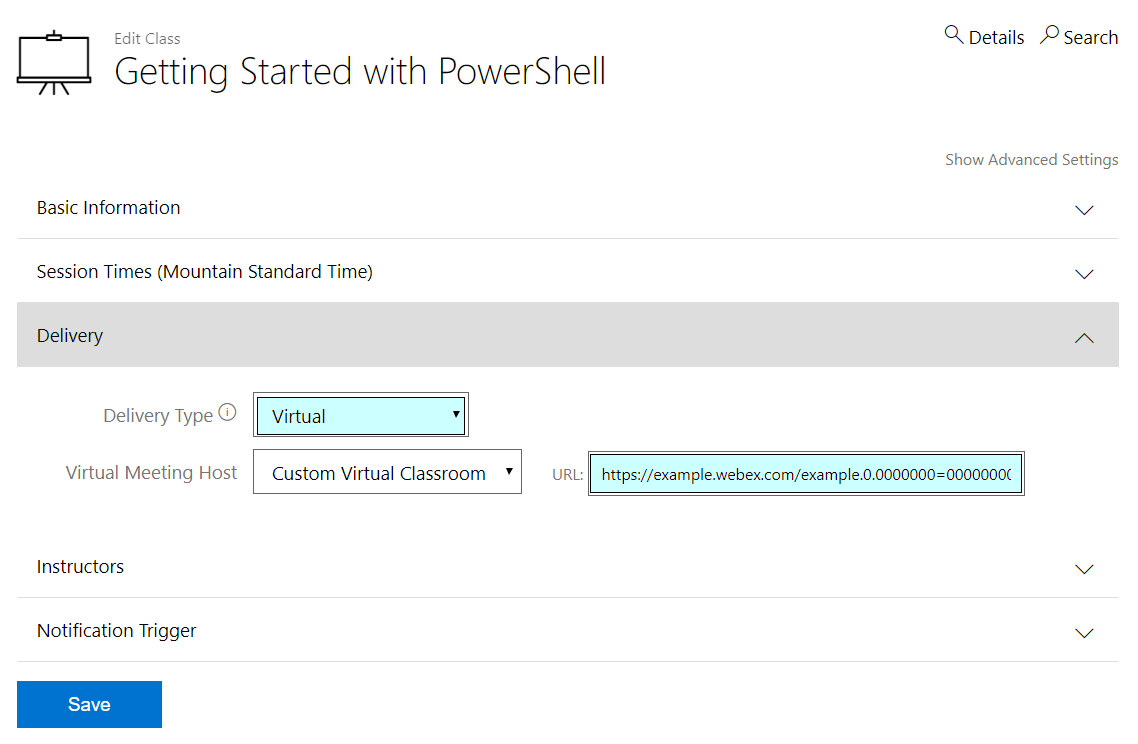 Edit Class
Getting Started with PowerShell
Details Search
Show Advanced Settings
Basic Information
Session Times (Mountain Standard Time)
Delivery
Delivery Type Virtual
Virtual Meeting Host Custom Virtual Classroom URL: https://example.webex.com/example.0.0000000=00000000
Instructors
Notification Trigger
Save